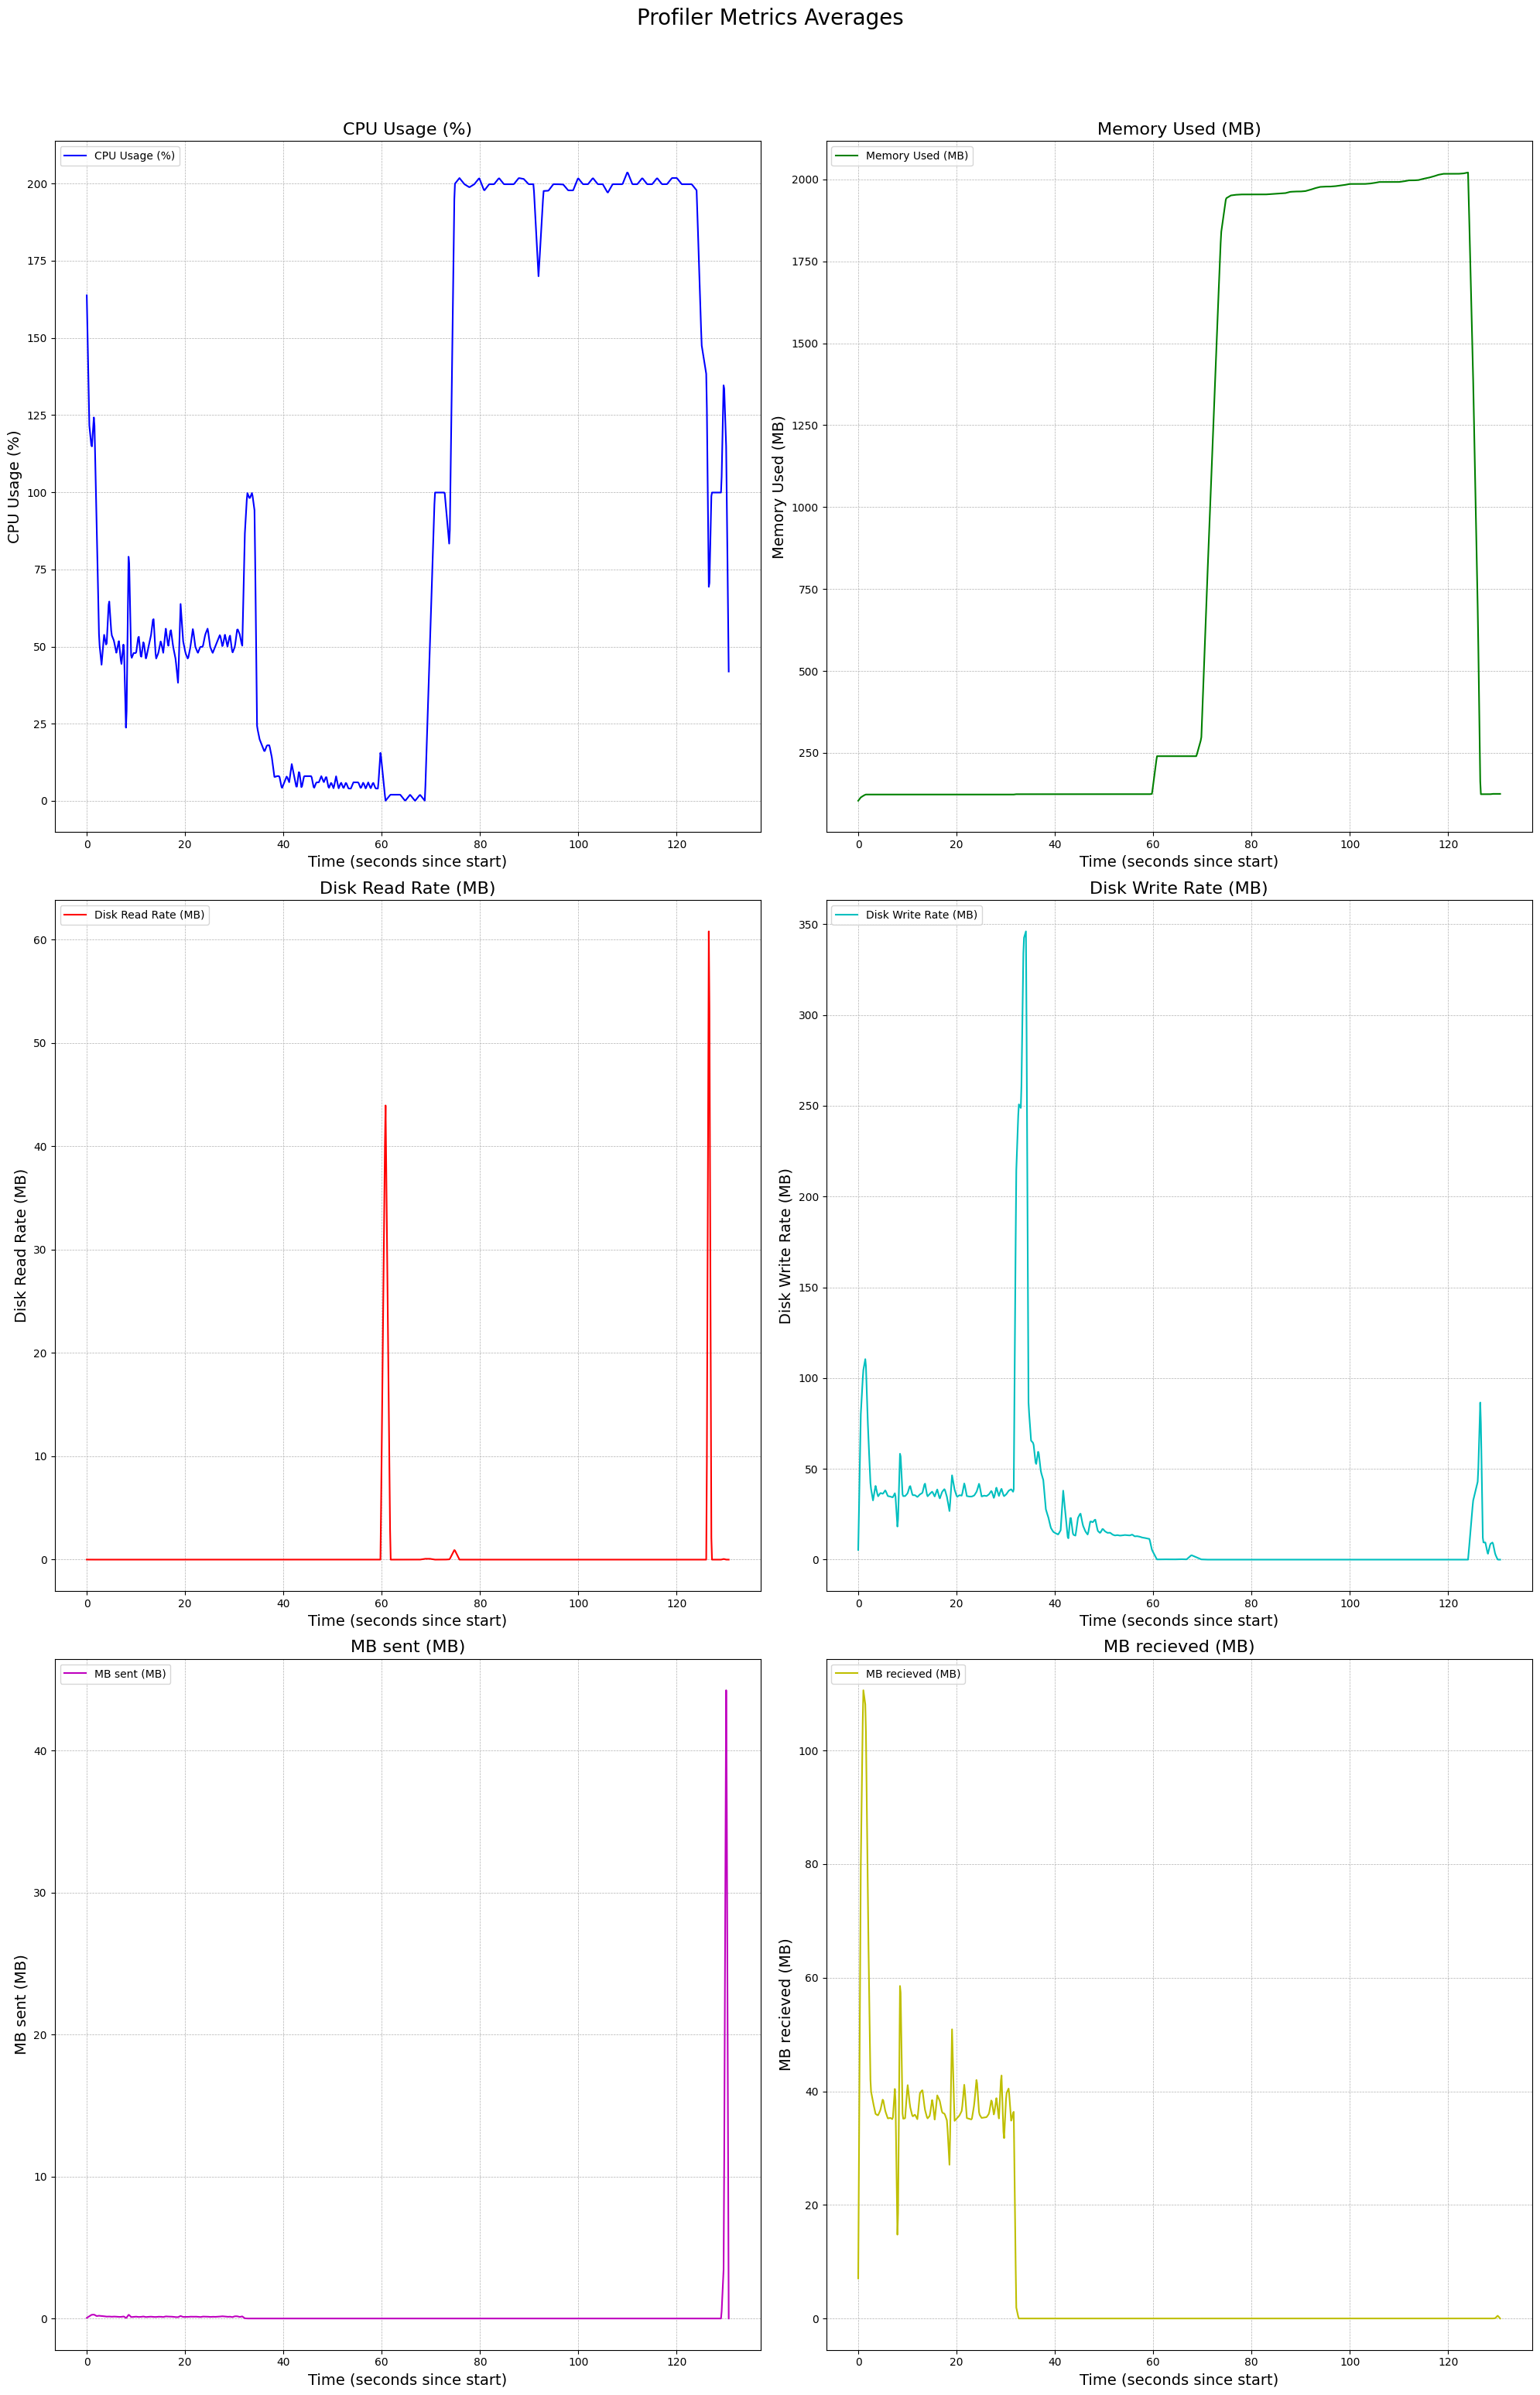 Profiler Metrics Averages
CPU Usage (%)
CPU Usage (%)
CPU Usage (%)
200
175
150
125
100
75
50
25
0
0 20 40 60 80 100 120
Time (seconds since start)
Memory Used (MB)
Memory Used (MB)
Memory Used (MB)
2000
1750
1500
1250
1000
750
500
250
0 20 40 60 80 100 120
Time (seconds since start)
Disk Read Rate (MB)
Disk Read Rate (MB)
Disk Read Rate (MB)
60
50
40
30
20
10
0
0 20 40 60 80 100 120
Time (seconds since start)
Disk Write Rate (MB)
Disk Write Rate (MB)
Disk Write Rate (MB)
350
300
250
200
150
100
50
0
0 20 40 60 80 100 120
Time (seconds since start)
MB sent (MB)
MB sent (MB)
MB sent (MB)
40
30
20
10
0
0 20 40 60 80 100 120
Time (seconds since start)
MB recieved (MB)
MB recieved (MB)
MB recieved (MB)
100
80
60
40
20
0
0 20 40 60 80 100 120
Time (seconds since start)